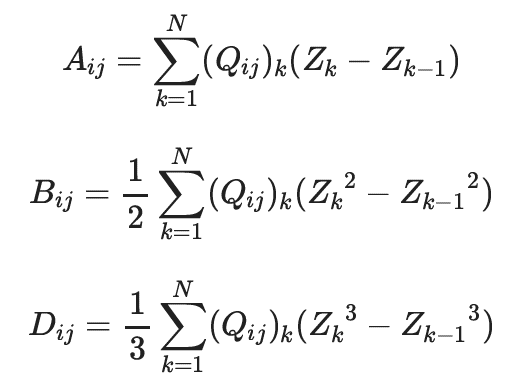 A_{ij} = \sum_{k=1}^{N} (Q_{ij})_k (Z_k - Z_{k-1})
B_{ij} = \frac{1}{2} \sum_{k=1}^{N} (Q_{ij})_k ({Z_k}^2 - {Z_{k-1}}^2)
D_{ij} = \frac{1}{3} \sum_{k=1}^{N} (Q_{ij})_k ({Z_k}^3 - {Z_{k-1}}^3)